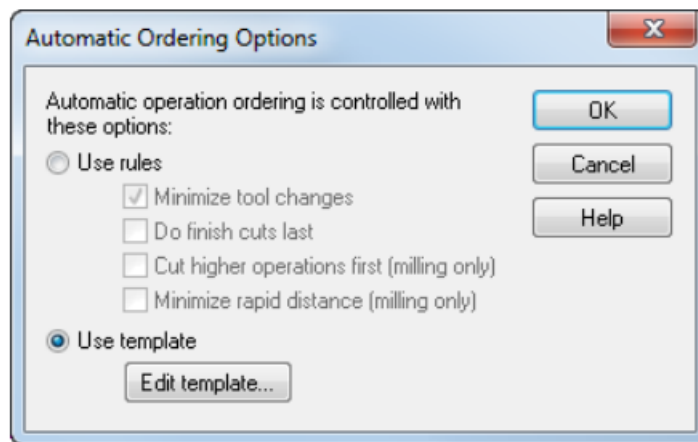 Automatic Ordering Options
Automatic operation ordering is controlled with
these options:
Use rules
Minimize tool changes
Do finish cuts last
Cut higher operations first (milling only)
Minimize rapid distance (milling only)
Use template
Edit template...
OK
Cancel
Help